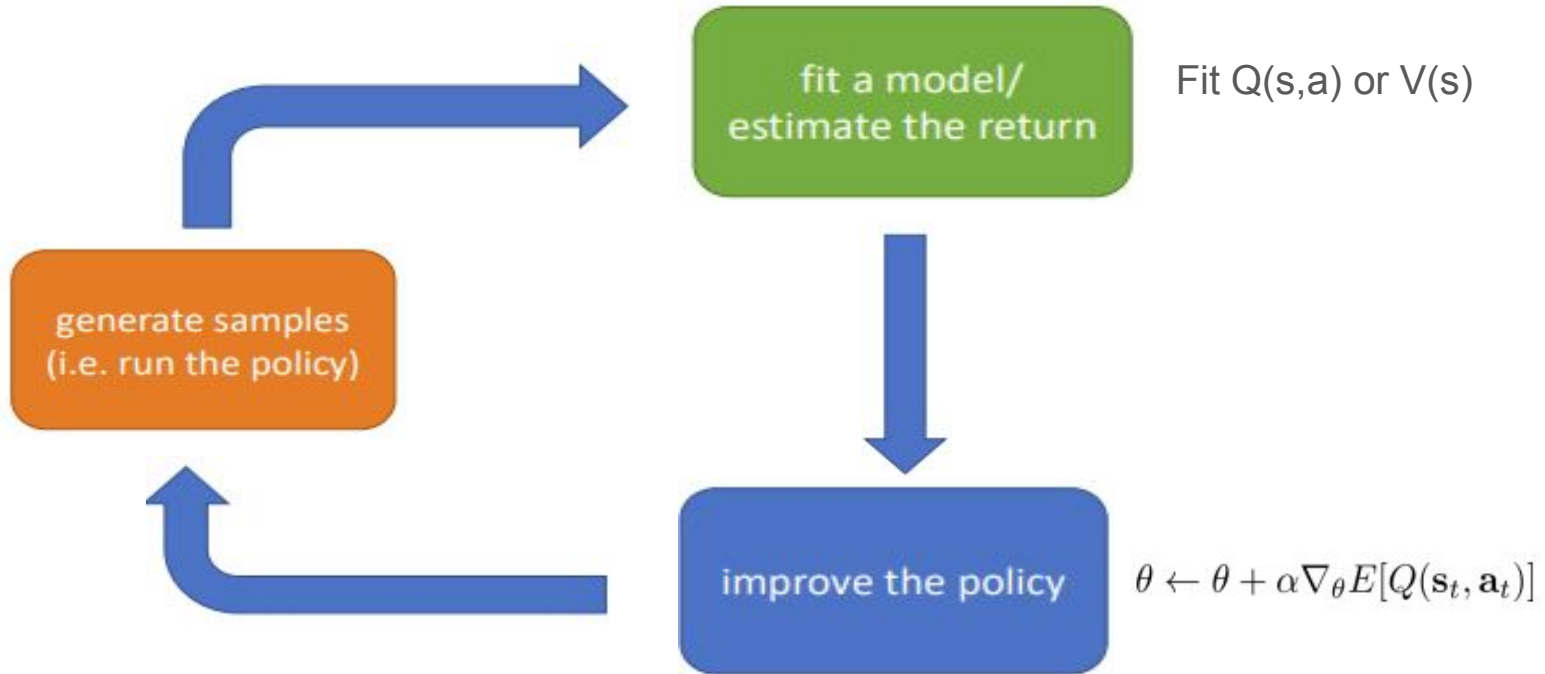 fit a model/
estimate the return
Fit Q(s,a) or V(s)
generate samples
(i.e. run the policy)
improve the policy
θ ← θ + α∇θE[Q(st, at)]